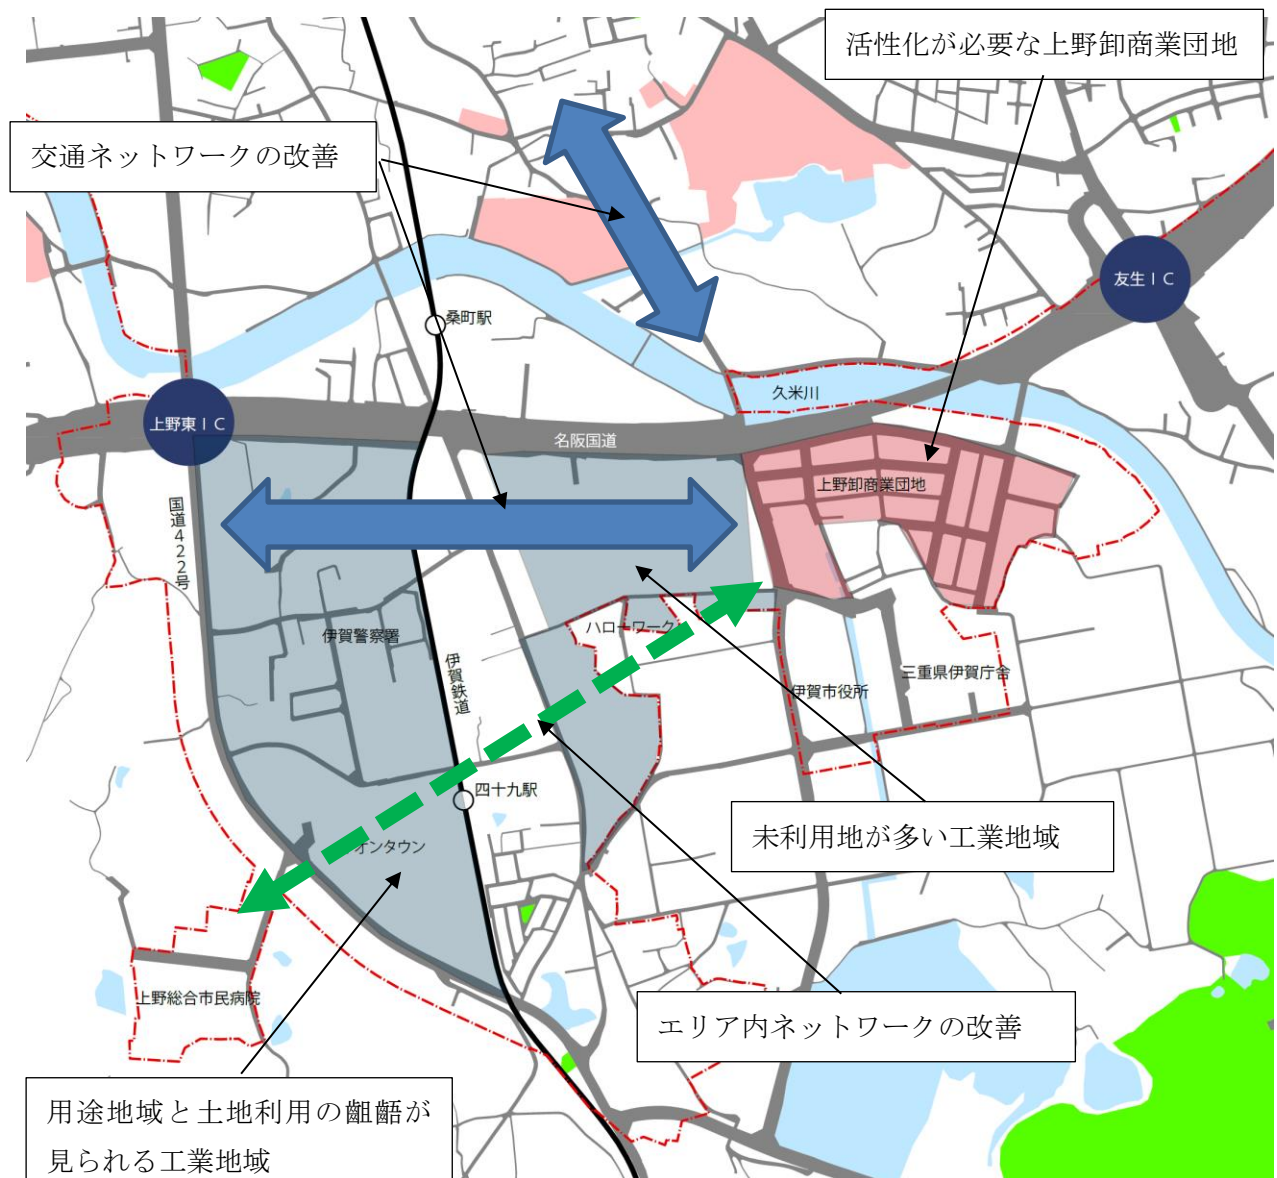 活性化が必要な上野卸商業団地
交通ネットワークの改善
友生IC
桑町駅
久米川
上野東IC
名阪国道
上野卸商業団地
国道422号
伊賀警察署
ハローワーク
伊賀鉄道
三重県伊賀庁舎
伊賀市役所
四十九駅
未利用地が多い工業地域
オンタウン
上野総合市民病院
エリア内ネットワークの改善
用途地域と土地利用の齟齬が
見られる工業地域